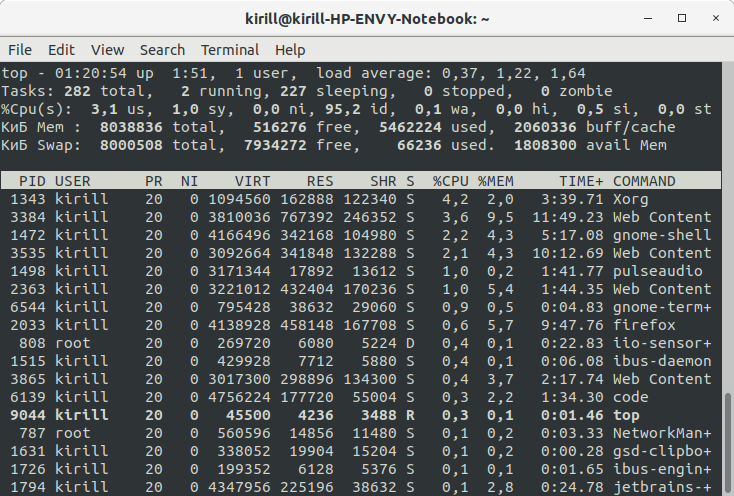 kirill@kirill-HP-ENVY-Notebook: ~
File Edit View Search Terminal Help
top - 01:20:54 up  1:51,  1 user,  load average: 0,37, 1,22, 1,64
Tasks: 282 total,   2 running, 227 sleeping,   0 stopped,   0 zombie
%Cpu(s):  3,1 us,  1,0 sy,  0,0 ni, 95,2 id,  0,1 wa,  0,0 hi,  0,5 si,  0,0 st
КиБ Mem :  8038836 total,   516276 free,  5462224 used,  2060336 buff/cache
КиБ Swap:  8000508 total,  7934272 free,    66236 used.  1808300 avail Mem
PID USER PR NI VIRT RES SHR S %CPU %MEM TIME+ COMMAND
1343 kirill 20 0 1094560 162888 122340 S 4,2 2,0 3:39.71 Xorg
3384 kirill 20 0 3810036 767392 246352 S 3,6 9,5 11:49.23 Web Content
1472 kirill 20 0 4166496 342168 104980 S 2,2 4,3 5:17.08 gnome-shell
3535 kirill 20 0 3092664 341848 132288 S 2,1 4,3 10:12.69 Web Content
1498 kirill 20 0 3171344 17892 13612 S 1,0 0,2 1:41.77 pulseaudio
2363 kirill 20 0 3221012 432404 170236 S 1,0 5,4 1:44.35 Web Content
6544 kirill 20 0 795428 38632 29060 S 0,9 0,5 0:04.83 gnome-term+
2033 kirill 20 0 4138928 458148 167708 S 0,6 5,7 9:47.76 firefox
808 root 20 0 269720 6080 5224 D 0,4 0,1 0:22.83 iio-sensor+
1515 kirill 20 0 429928 7712 5880 S 0,4 0,1 0:06.08 ibus-daemon
3865 kirill 20 0 3017300 298896 134300 S 0,4 3,7 2:17.74 Web Content
6139 kirill 20 0 4756224 177720 55004 S 0,3 2,2 1:34.30 code
9044 kirill 20 0 45500 4236 3488 R 0,3 0,1 0:01.46 top
787 root 20 0 560596 14856 11480 S 0,1 0,2 0:03.33 NetworkMan+
1631 kirill 20 0 338052 19904 15204 S 0,1 0,2 0:00.28 gsd-clipbo+
1726 kirill 20 0 199352 6128 5376 S 0,1 0,1 0:01.65 ibus-engin+
1794 kirill 20 0 4347956 225196 38632 S 0,1 2,8 0:24.78 jetbrains-+